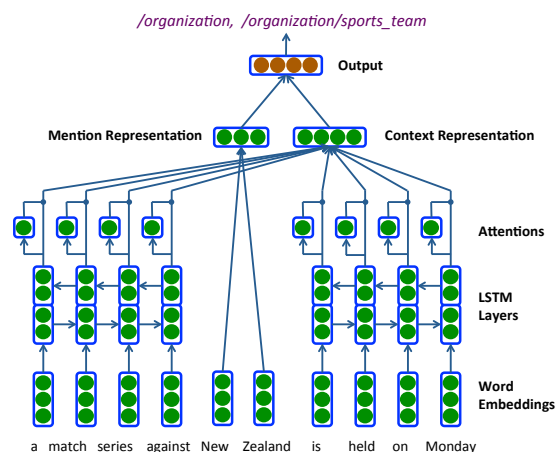 /organization, /organization/sports_team
Output
Mention Representation
Context Representation
Attentions
LSTM
Layers
Word
Embeddings
a match series against New Zealand is held on Monday